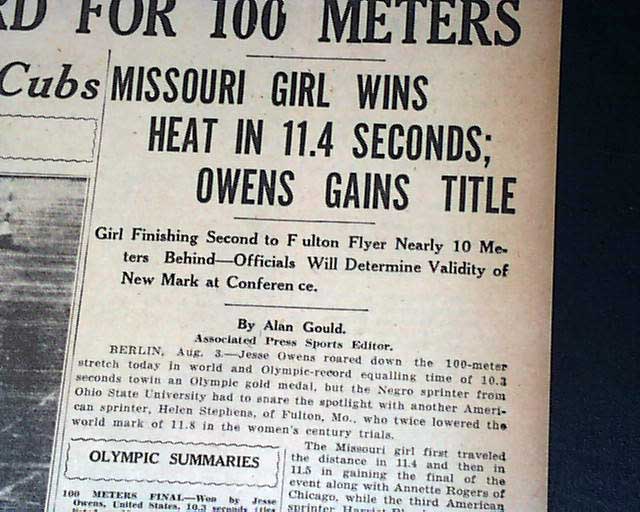 RD FOR 100 METERS
Cubs
MISSOURI GIRL WINS
HEAT IN 11.4 SECONDS;
OWENS GAINS TITLE
Girl Finishing Second to Fulton Flyer Nearly 10 Me-
ters Behind—Officials Will Determine Validity of
New Mark at Conferen ce.
By Alan Gould.
Associated Press Sports Editor.
BERLIN, Aug. 3.—Jesse Owens roared down the 100-meter
stretch today in world and Olympic-record equalling time of 10.3
seconds towin an Olympic gold medal, but the Negro sprinter from
Ohio State University had to snare the spotlight with another Ameri-
can sprinter, Helen Stephens, of Fulton, Mo., who twice lowered the
world mark of 11.8 in the women's century trials.
OLYMPIC SUMMARIES
100 METERS FINAL—Won by Jesse
Owens, United States, 10.3 seconds
The Missouri girl first traveled
the distance in 11.4 and then in
11.5 in gaining the final of the
event along with Annette Rogers of
Chicago, while the third American
sprinter